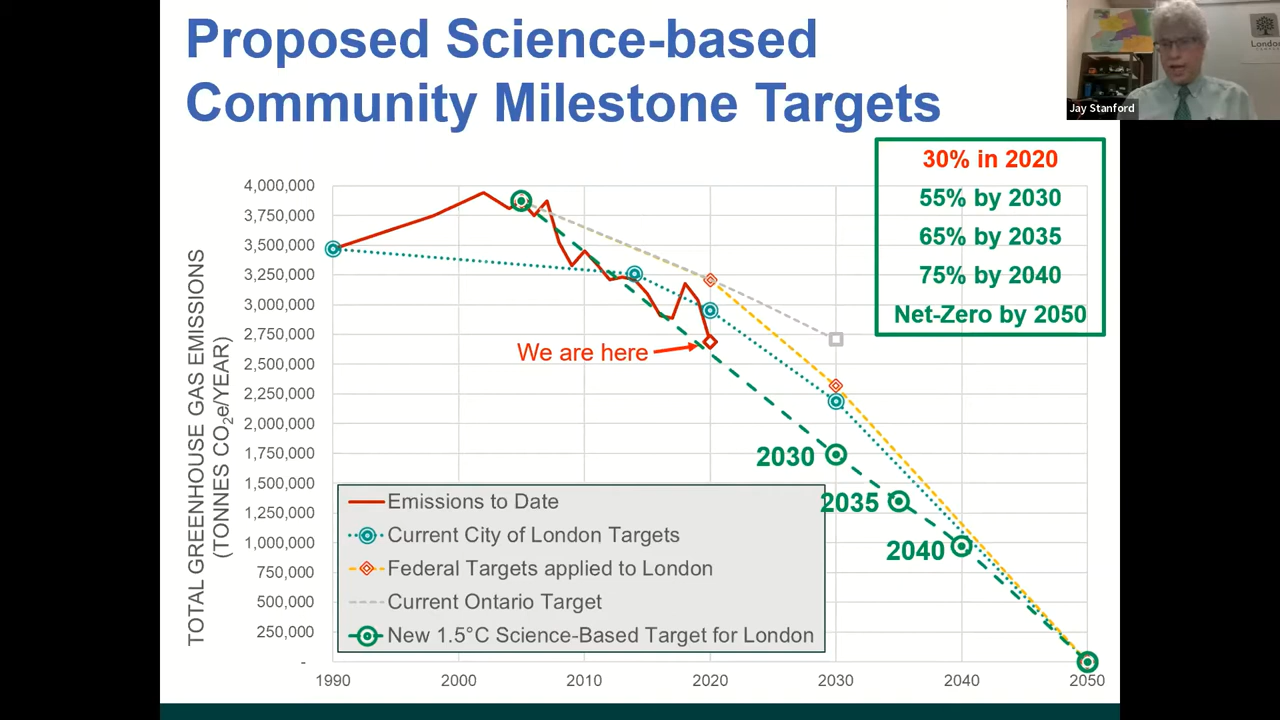 Proposed Science-based
Community Milestone Targets
London
Jay Stanford
30% in 2020
55% by 2030
65% by 2035
75% by 2040
Net-Zero by 2050
TOTAL GREENHOUSE GAS EMISSIONS
(TONNES CO₂e/YEAR)
4,000,000
3,750,000
3,500,000
3,250,000
3,000,000
2,750,000
2,500,000
2,250,000
2,000,000
1,750,000
1,500,000
1,250,000
1,000,000
750,000
500,000
250,000
-
We are here
2030
2035
2040
Emissions to Date
Current City of London Targets
Federal Targets applied to London
Current Ontario Target
New 1.5°C Science-Based Target for London
1990 2000 2010 2020 2030 2040 2050